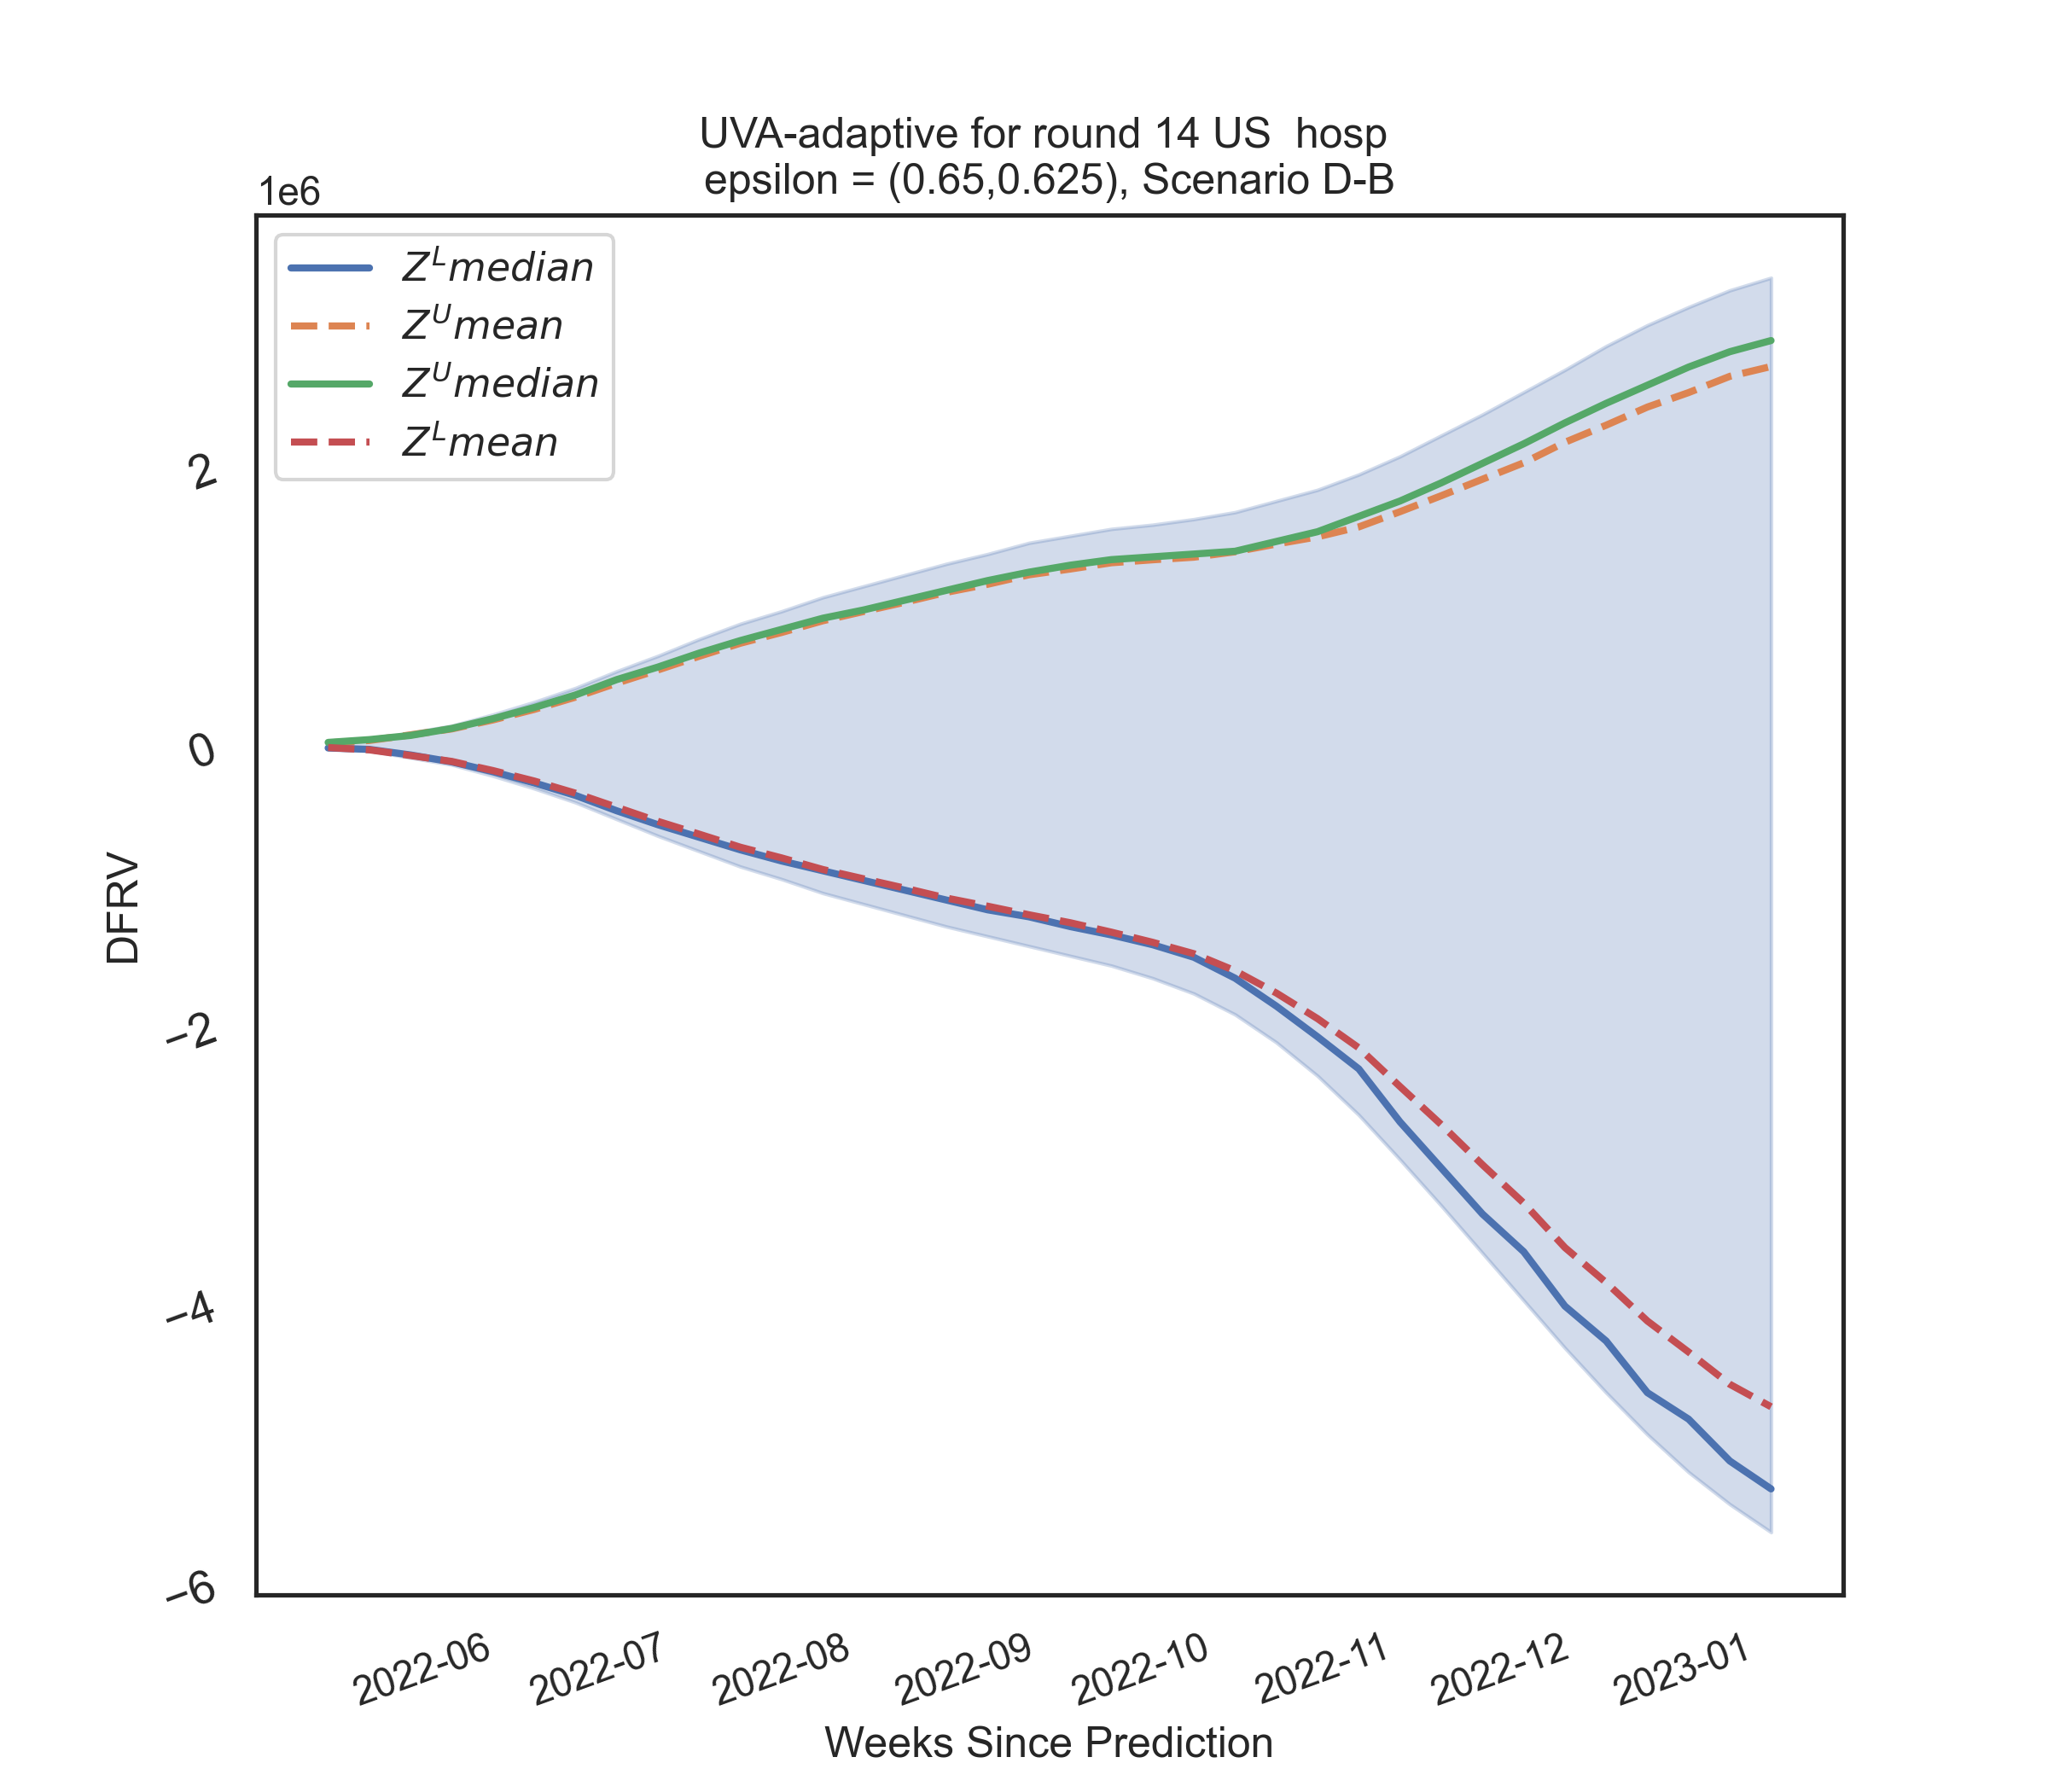 UVA-adaptive for round 14 US  hosp
epsilon = (0.65,0.625), Scenario D-B
1e6
Z^L median
Z^U mean
Z^U median
Z^L mean
2
0
−2
−4
−6
DFRV
2022-06
2022-07
2022-08
2022-09
2022-10
2022-11
2022-12
2023-01
Weeks Since Prediction